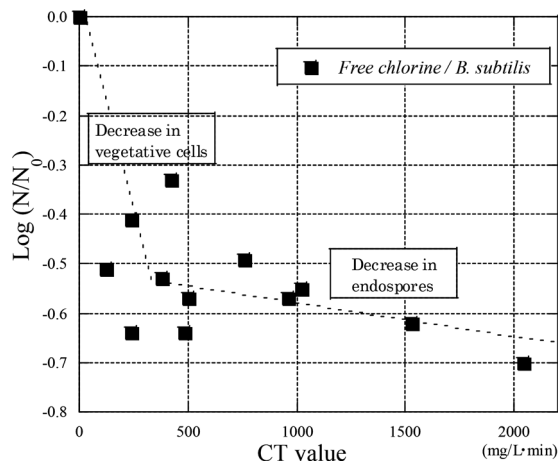 0.0
-0.1
-0.2
-0.3
-0.4
-0.5
-0.6
-0.7
-0.8
Log (N/N0)
Free chlorine / B. subtilis
Decrease in
vegetative cells
Decrease in
endospores
0
500
1000
1500
2000
CT value
(mg/L·min)